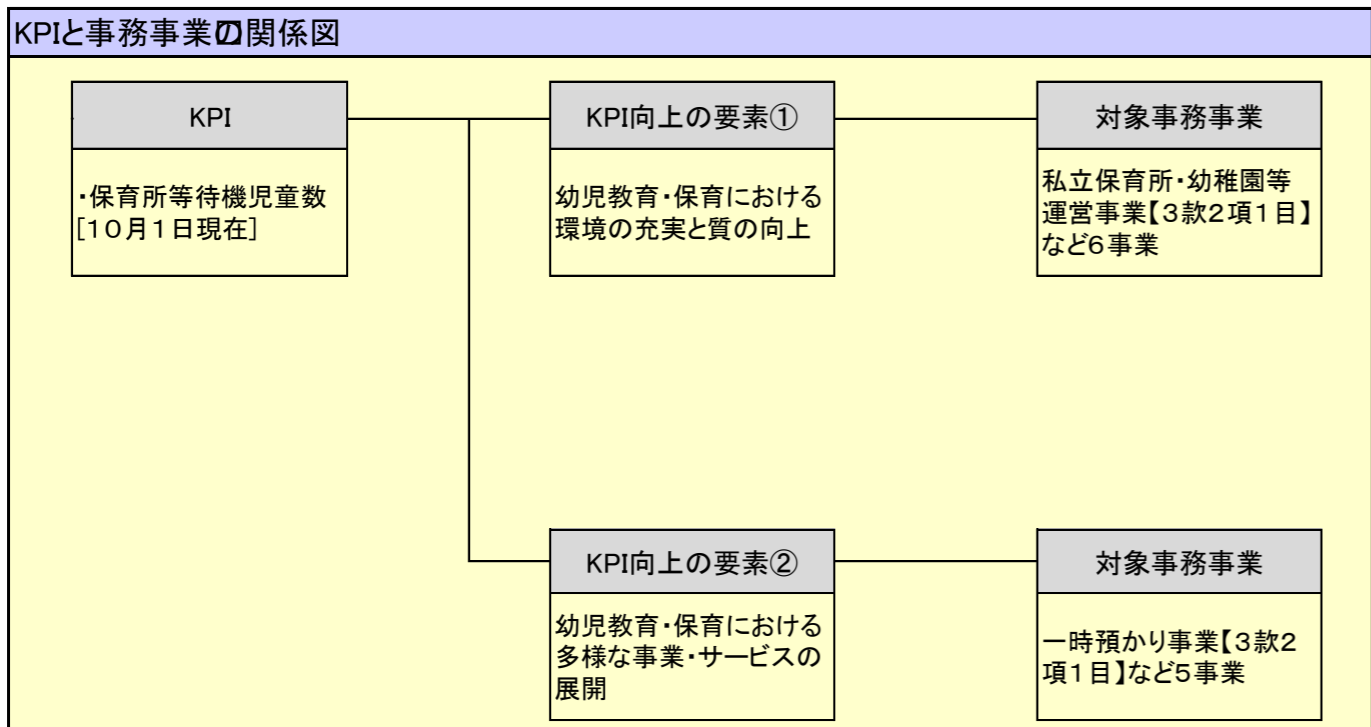 KPIと事務事業の関係図
KPI
・保育所等待機児童数
[10月1日現在]
KPI向上の要素①
幼児教育・保育における
環境の充実と質の向上
対象事務事業
私立保育所・幼稚園等
運営事業【3款2項1目】
など6事業
KPI向上の要素②
幼児教育・保育における
多様な事業・サービスの
展開
対象事務事業
一時預かり事業【3款2
項1目】など5事業